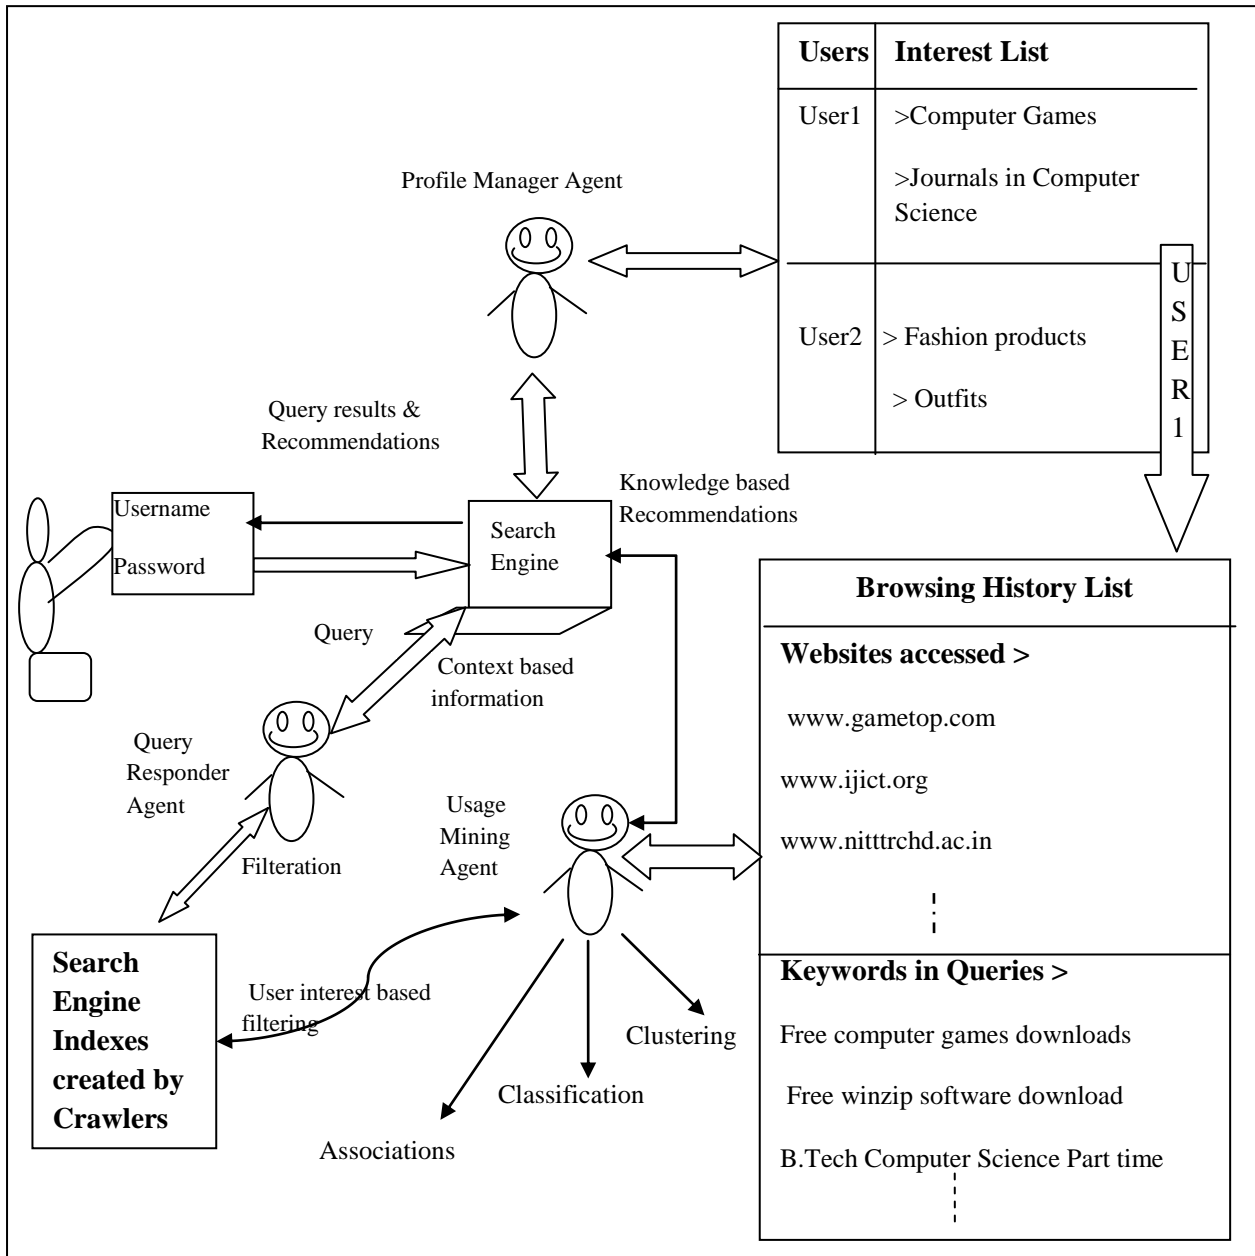 Users Interest List
User1 >Computer Games
>Journals in Computer
Science
User2 > Fashion products
> Outfits
USER1
Profile Manager Agent
Query results &
Recommendations
Username
Password
Search
Engine
Knowledge based
Recommendations
Query
Context based
information
Query
Responder
Agent
Filteration
Usage
Mining
Agent
Search
Engine
Indexes
created by
Crawlers
User interest based
filtering
Clustering
Classification
Associations
Browsing History List
Websites accessed >
www.gametop.com
www.ijict.org
www.nitttrchd.ac.in
Keywords in Queries >
Free computer games downloads
Free winzip software download
B.Tech Computer Science Part time